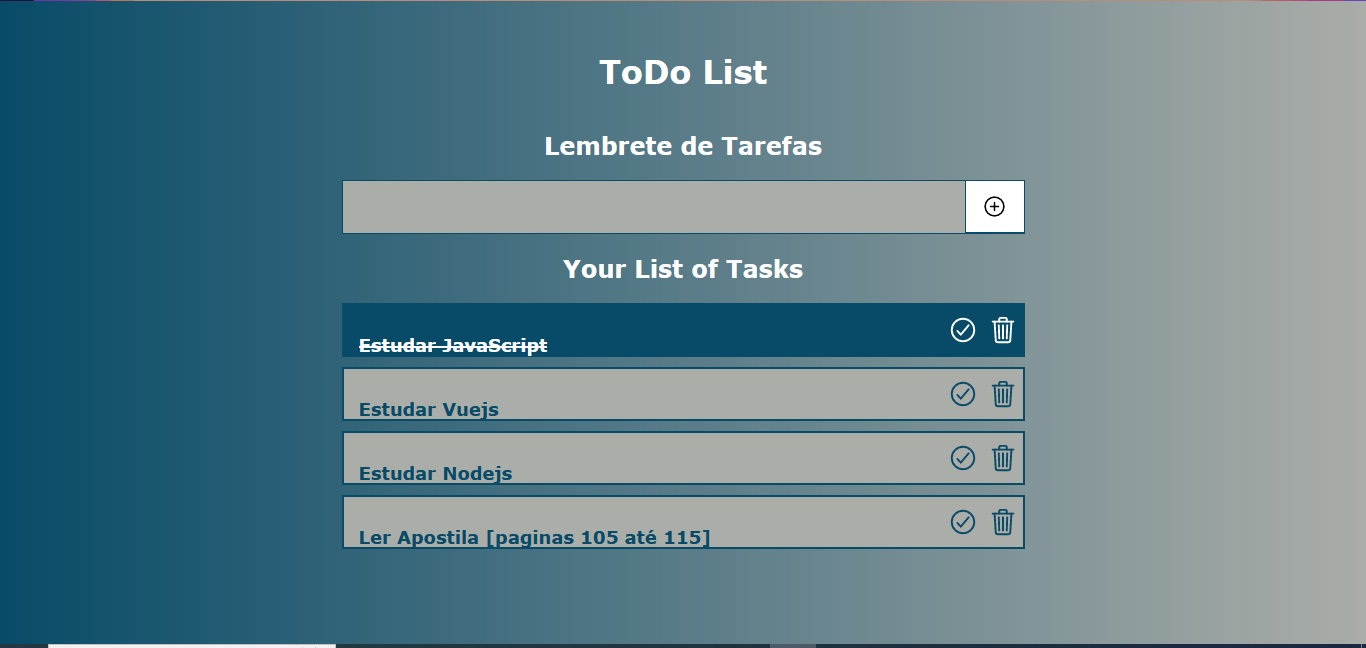 ToDo List
Lembrete de Tarefas
Your List of Tasks
Estudar JavaScript
Estudar Vuejs
Estudar Nodejs
Ler Apostila [paginas 105 até 115]